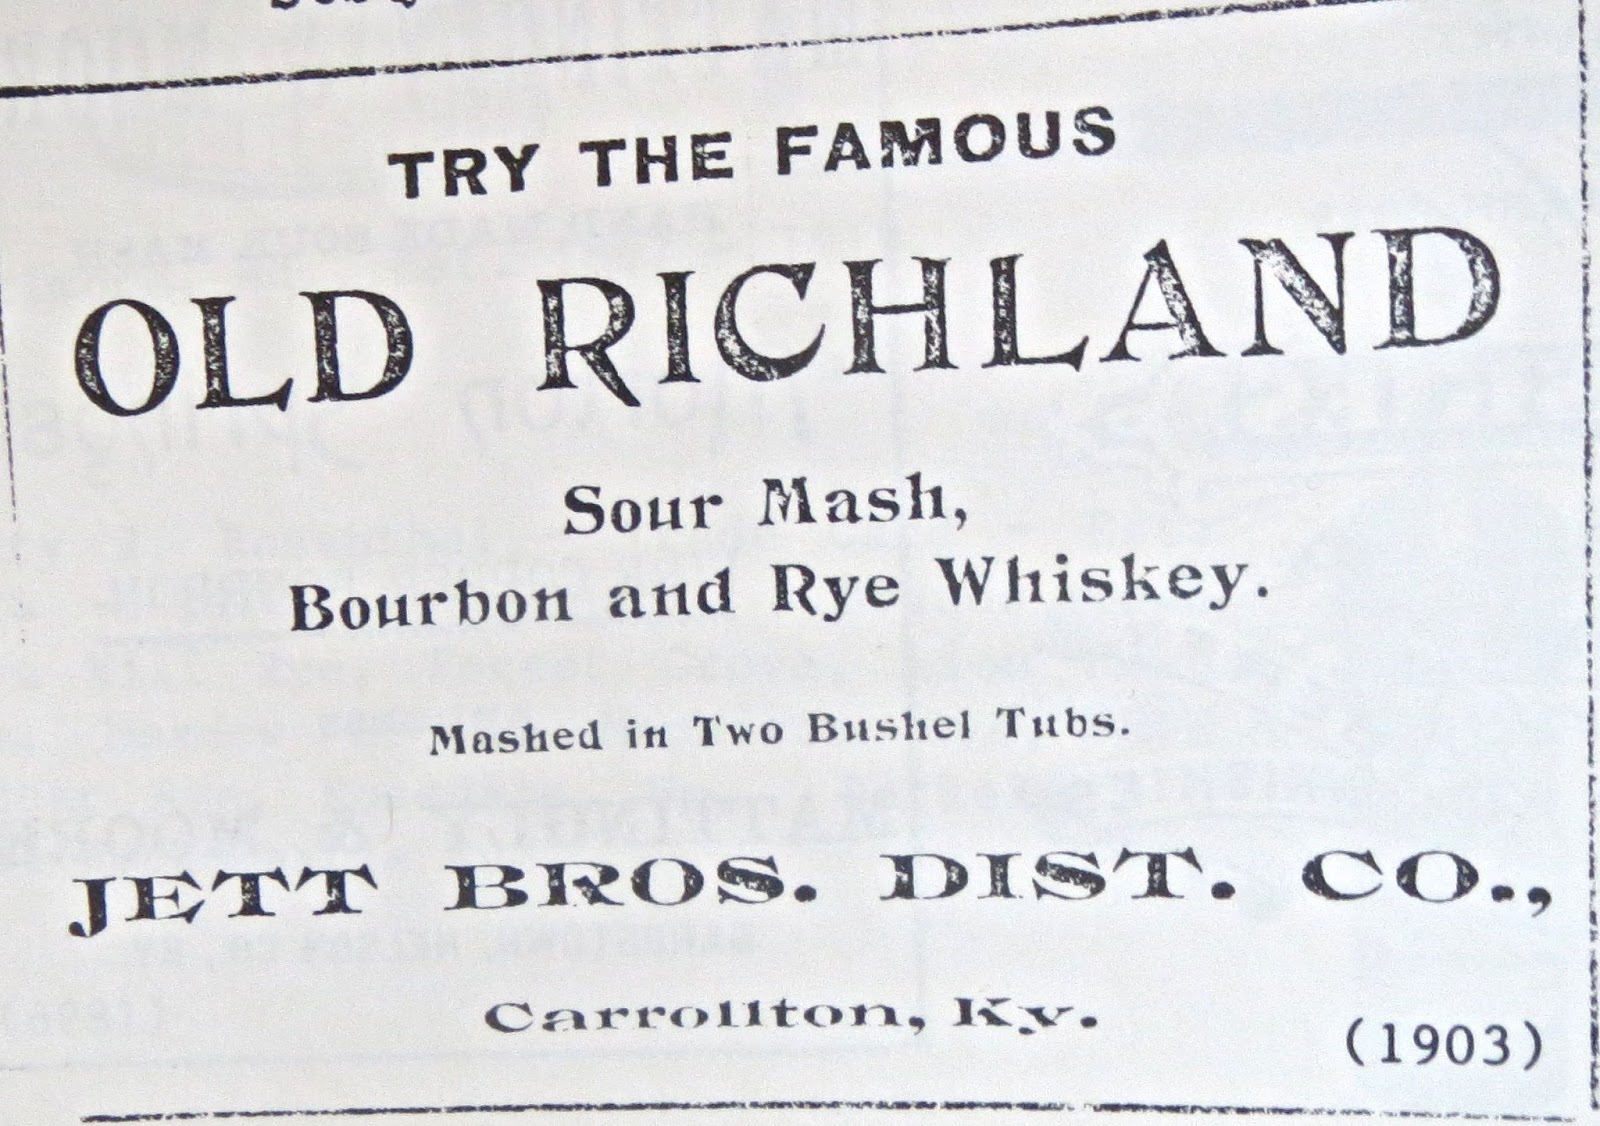 TRY THE FAMOUS
OLD RICHLAND
Sour Mash,
Bourbon and Rye Whiskey.
Mashed in Two Bushel Tubs.
JETT BROS. DIST. CO.,
Carrollton, Ky.
(1903)